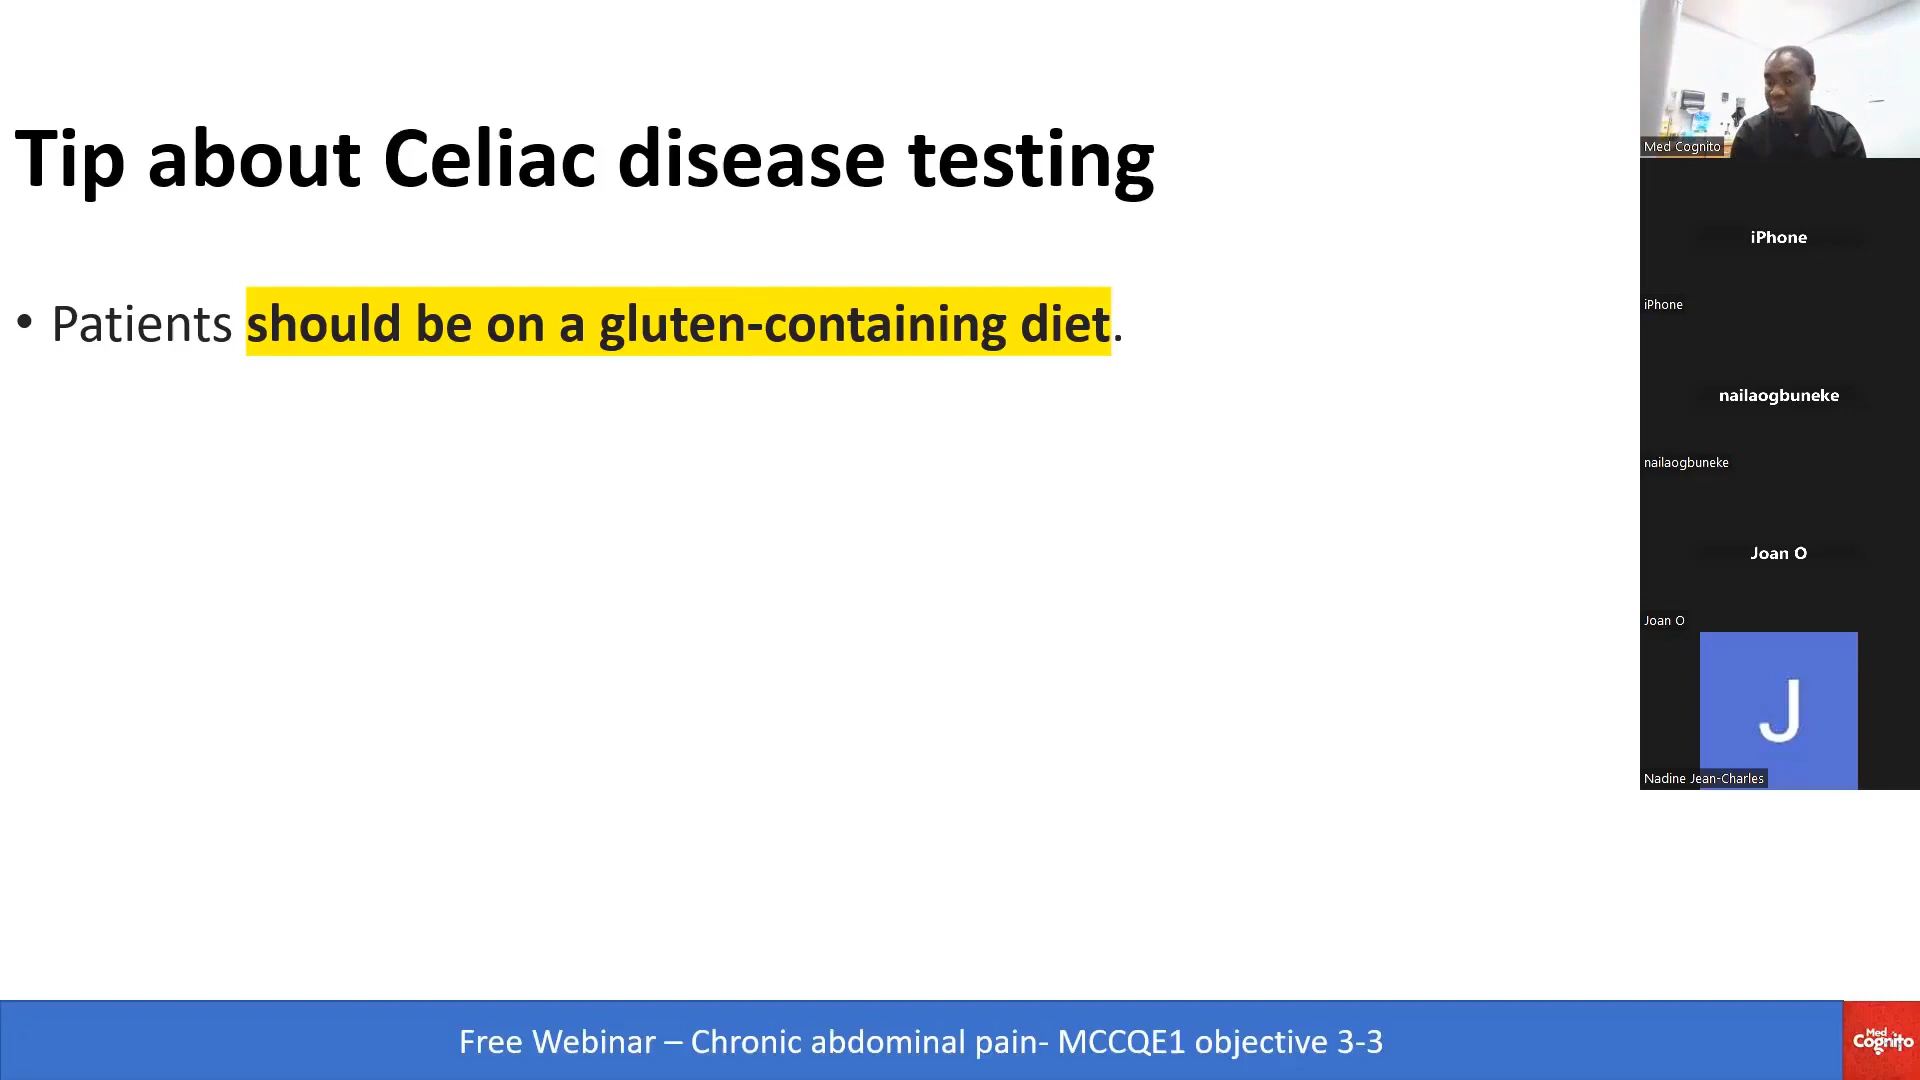 Tip about Celiac disease testing
• Patients should be on a gluten-containing diet.
Med Cognito
iPhone
iPhone
nailaogbuneke
nailaogbuneke
Joan O
Joan O
J
Nadine Jean-Charles
Free Webinar – Chronic abdominal pain- MCCQE1 objective 3-3
Med
Cognito